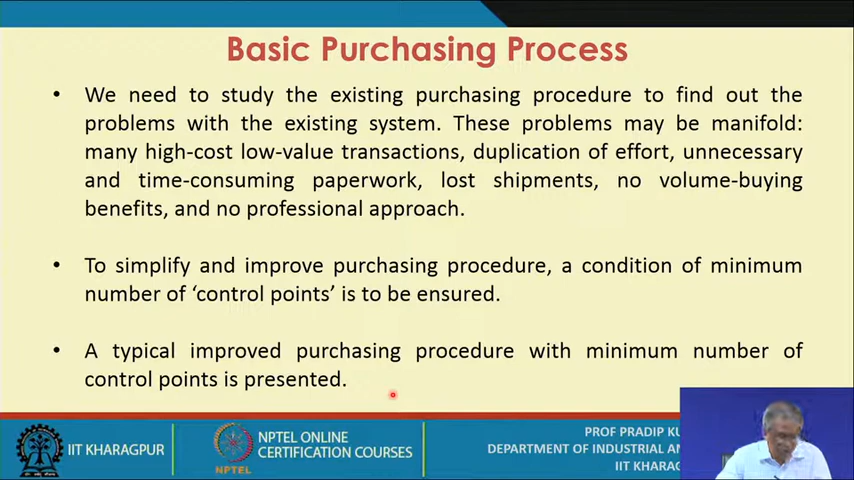 Basic Purchasing Process
• We need to study the existing purchasing procedure to find out the
problems with the existing system. These problems may be manifold:
many high-cost low-value transactions, duplication of effort, unnecessary
and time-consuming paperwork, lost shipments, no volume-buying
benefits, and no professional approach.
• To simplify and improve purchasing procedure, a condition of minimum
number of ‘control points’ is to be ensured.
• A typical improved purchasing procedure with minimum number of
control points is presented.
IIT KHARAGPUR
NPTEL
NPTEL ONLINE
CERTIFICATION COURSES
PROF PRADIP
DEPARTMENT OF INDUSTRIAL
IIT